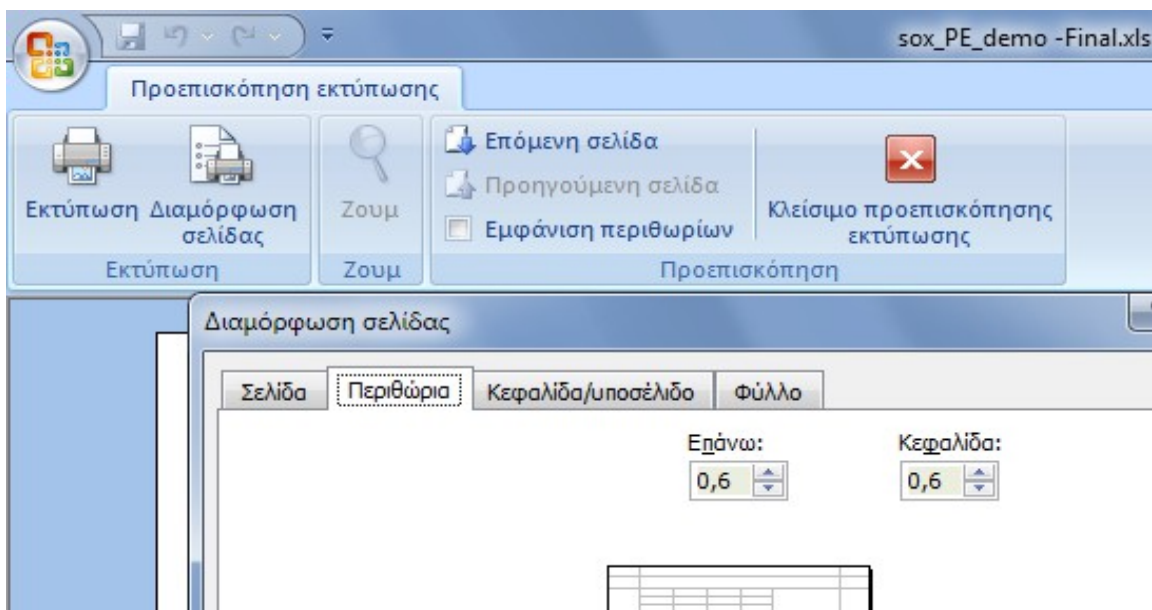 sox_PE_demo -Final.xls
Προεπισκόπηση εκτύπωσης
Εκτύπωση
Διαμόρφωση
σελίδας
Ζουμ
Επόμενη σελίδα
Προηγούμενη σελίδα
Εμφάνιση περιθωρίων
Κλείσιμο προεπισκόπησης
εκτύπωσης
Εκτύπωση
Ζουμ
Προεπισκόπηση
Διαμόρφωση σελίδας
Σελίδα
Περιθώρια
Κεφαλίδα/υποσέλιδο
Φύλλο
Επάνω:
Κεφαλίδα:
0,6
0,6